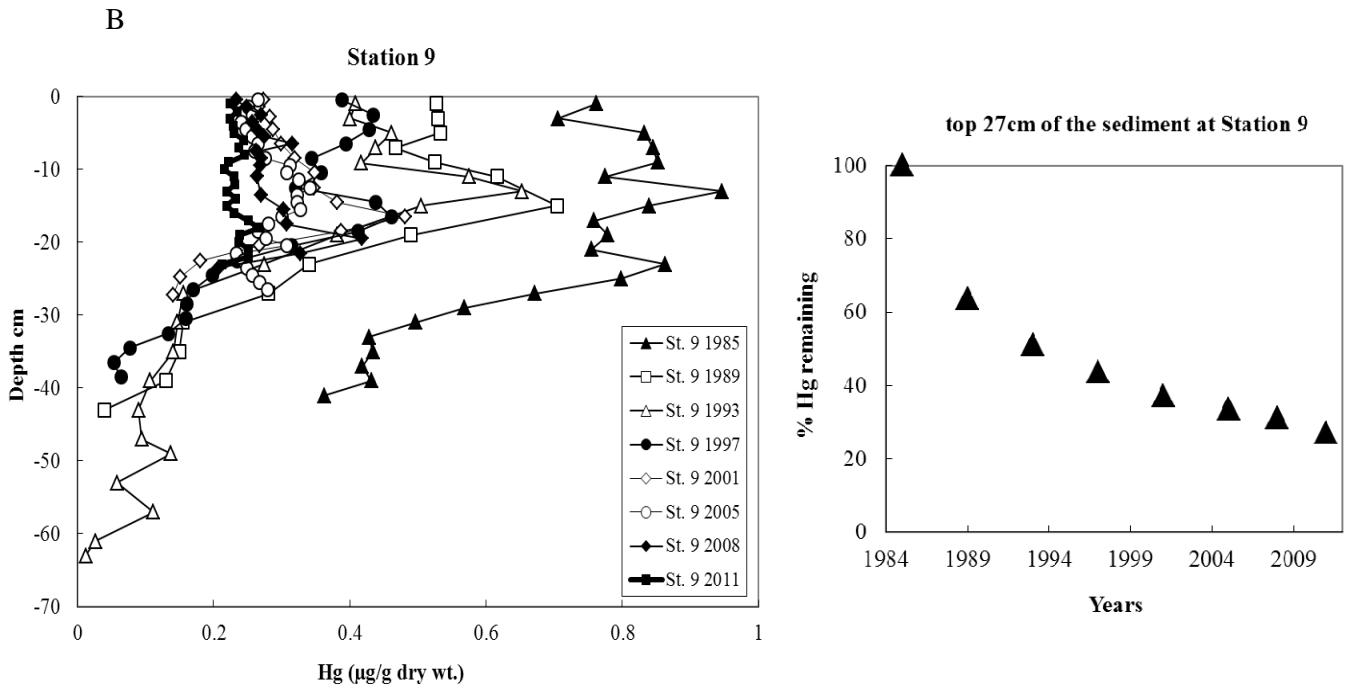 B
Station 9
0
-10
-20
-30
-40
-50
-60
-70
Depth cm
0
0.2
0.4
0.6
0.8
1
Hg (µg/g dry wt.)
St. 9 1985
St. 9 1989
St. 9 1993
St. 9 1997
St. 9 2001
St. 9 2005
St. 9 2008
St. 9 2011
top 27cm of the sediment at Station 9
100
80
60
40
20
0
% Hg remaining
1984
1989
1994
1999
2004
2009
Years